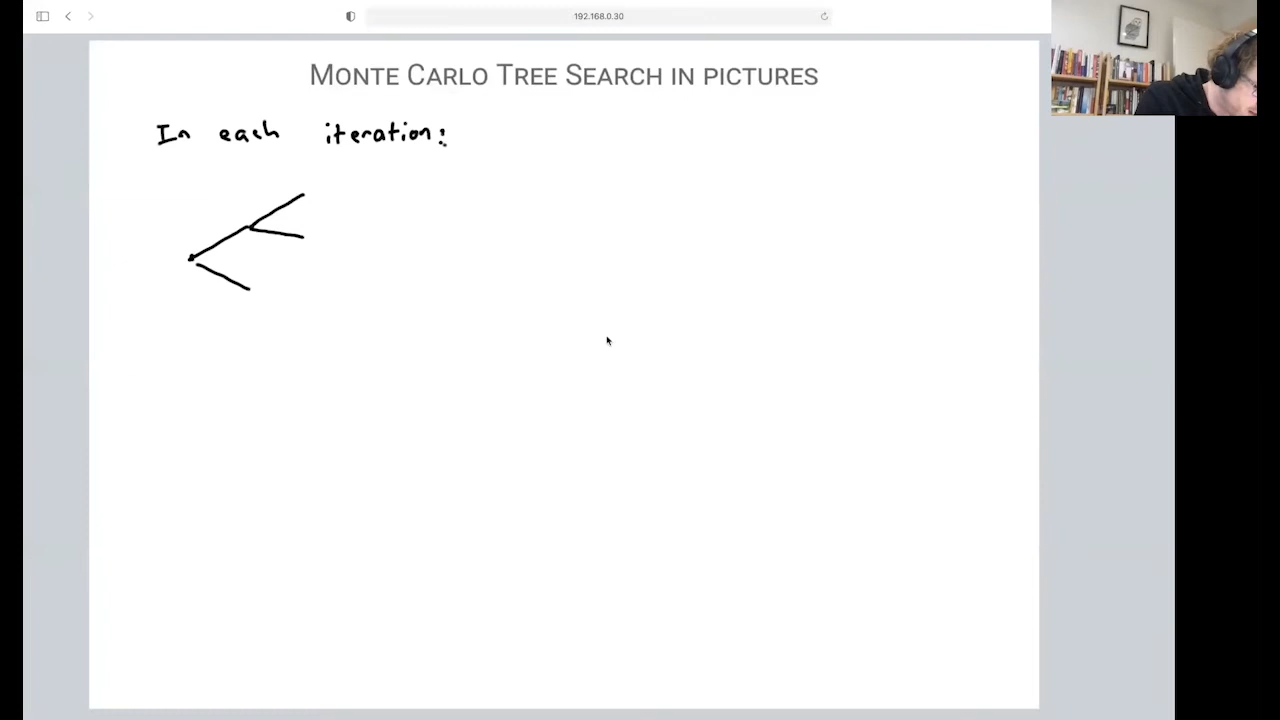 192.168.0.30
MONTE CARLO TREE SEARCH IN PICTURES
In each iteration: